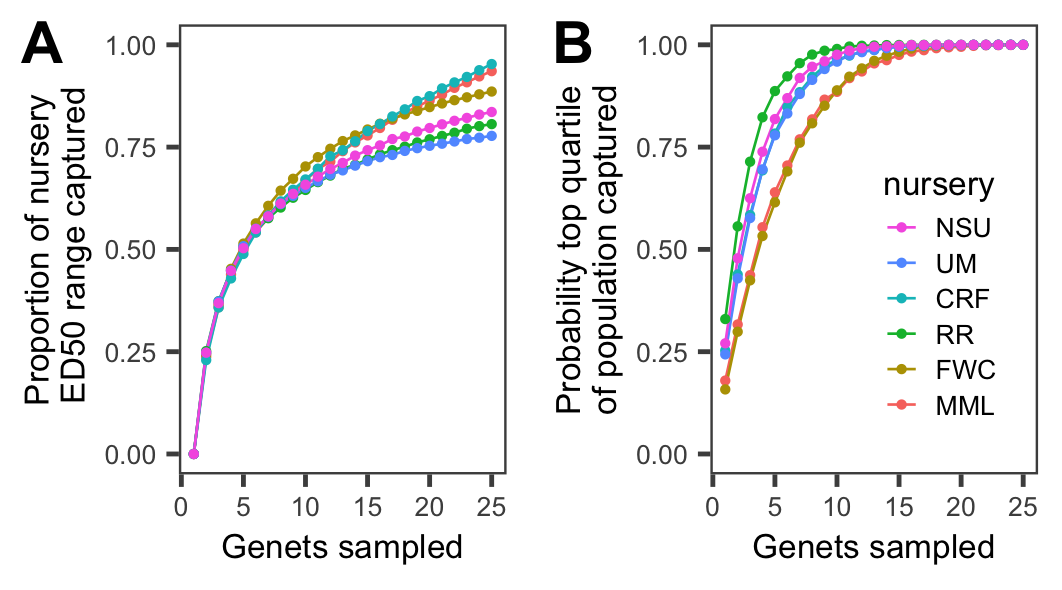 A
Proportion of nursery
ED50 range captured
1.00
0.75
0.50
0.25
0.00
0 5 10 15 20 25
Genets sampled
B
Probability top quartile
of population captured
1.00
0.75
0.50
0.25
0.00
nursery
NSU
UM
CRF
RR
FWC
MML
0 5 10 15 20 25
Genets sampled